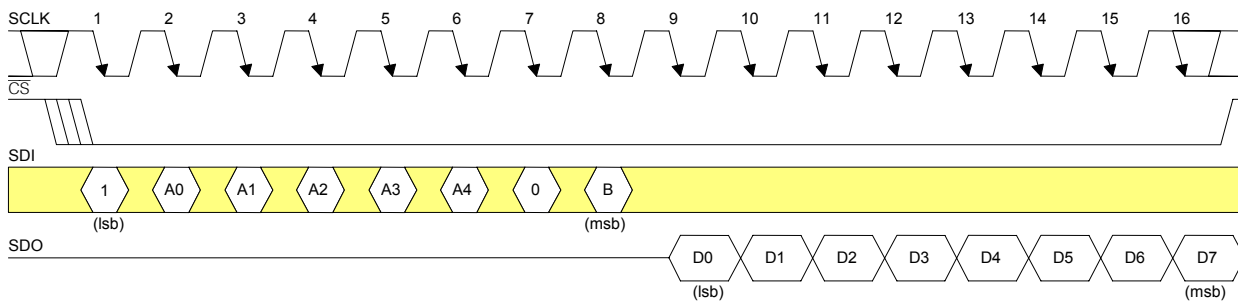 SCLK 1 2 3 4 5 6 7 8 9 10 11 12 13 14 15 16
CS
SDI
1 A0 A1 A2 A3 A4 0 B
(lsb) (msb)
SDO
D0 D1 D2 D3 D4 D5 D6 D7
(lsb) (msb)